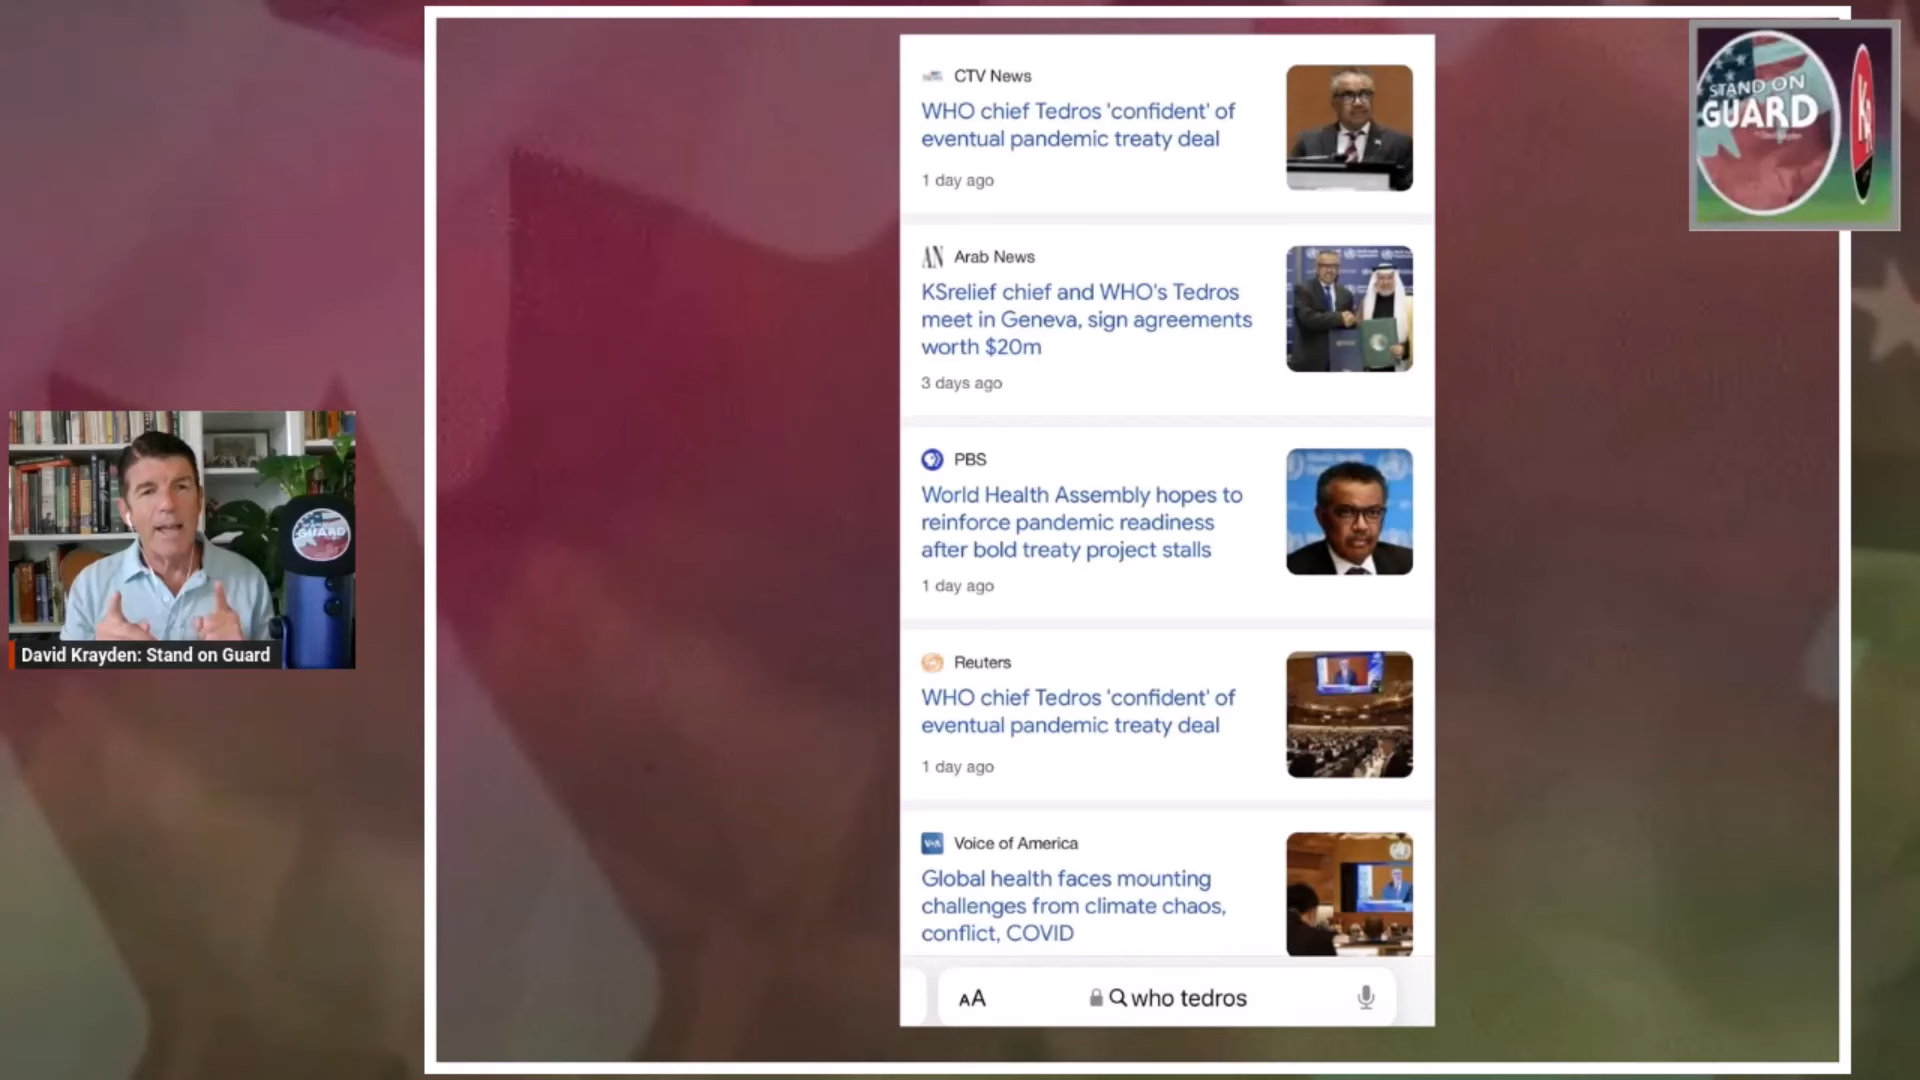 CTV News
WHO chief Tedros 'confident' of
eventual pandemic treaty deal
1 day ago
AN Arab News
KSrelief chief and WHO's Tedros
meet in Geneva, sign agreements
worth $20m
3 days ago
PBS
World Health Assembly hopes to
reinforce pandemic readiness
after bold treaty project stalls
1 day ago
Reuters
WHO chief Tedros 'confident' of
eventual pandemic treaty deal
1 day ago
VOA Voice of America
Global health faces mounting
challenges from climate chaos,
conflict, COVID
AA
who tedros
STAND ON
GUARD
GUARD
David Krayden: Stand on Guard